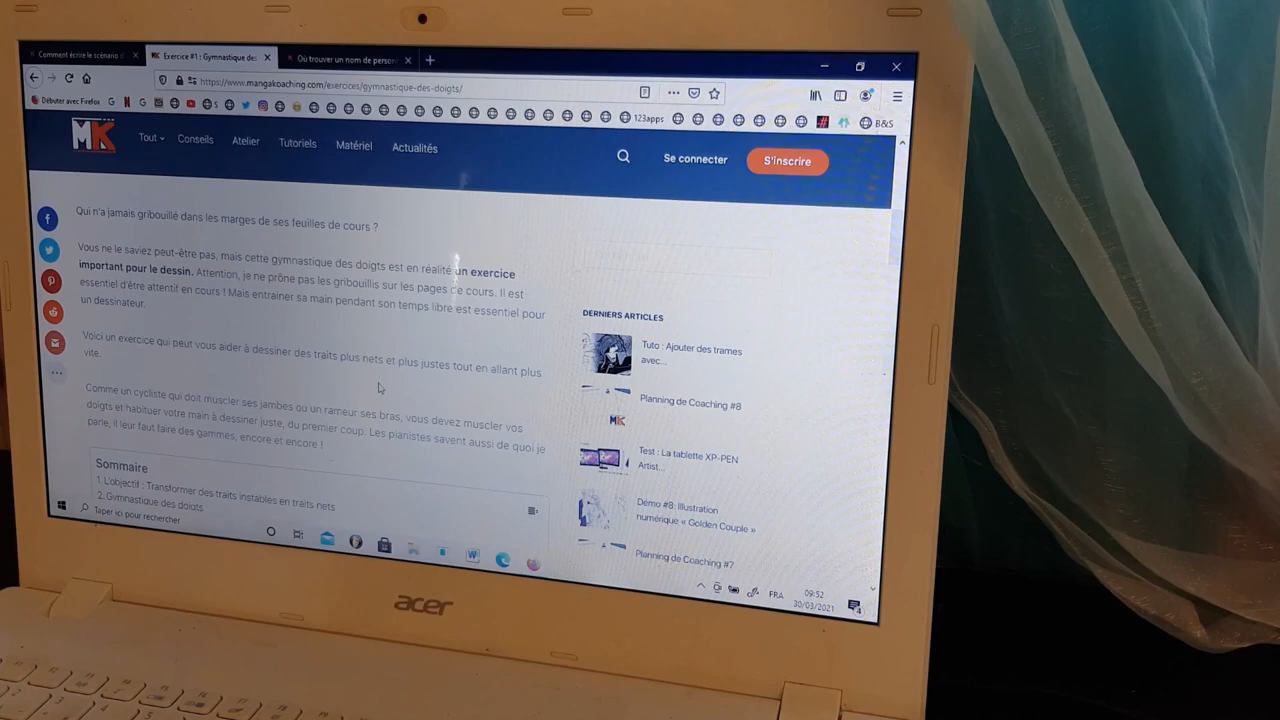 Comment écrire le scénario d
Exercice #1 : Gymnastique des
Où trouver un nom de person
https://www.mangakoaching.com/exercices/gymnastique-des-doigts/
Débuter avec Firefox
G
N
G
S
123apps
B&S
MK
Tout
Conseils
Atelier
Tutoriels
Matériel
Actualités
Se connecter
S'inscrire
Qui n'a jamais gribouillé dans les marges de ses feuilles de cours ?
Vous ne le saviez peut-être pas, mais cette gymnastique des doigts est en réalité un exercice
important pour le dessin. Attention, je ne prône pas les gribouillis sur les pages de cours. Il est
essentiel d'être attentif en cours ! Mais entrainer sa main pendant son temps libre est essentiel pour
un dessinateur.
Voici un exercice qui peut vous aider à dessiner des traits plus nets et plus justes tout en allant plus
vite.
Comme un cycliste qui doit muscler ses jambes ou un rameur ses bras, vous devez muscler vos
doigts et habituer votre main à dessiner juste, du premier coup. Les pianistes savent aussi de quoi je
parle, il leur faut faire des gammes, encore et encore !
Sommaire
1. L'objectif : Transformer des traits instables en traits nets
2. Gymnastique des doigts
DERNIERS ARTICLES
Tuto : Ajouter des trames
avec...
Planning de Coaching #8
MK
Test : La tablette XP-PEN
Artist...
Démo #8: Illustration
numérique « Golden Couple »
Planning de Coaching #7
Taper ici pour rechercher
W
FRA
09:52
30/03/2021
4
acer